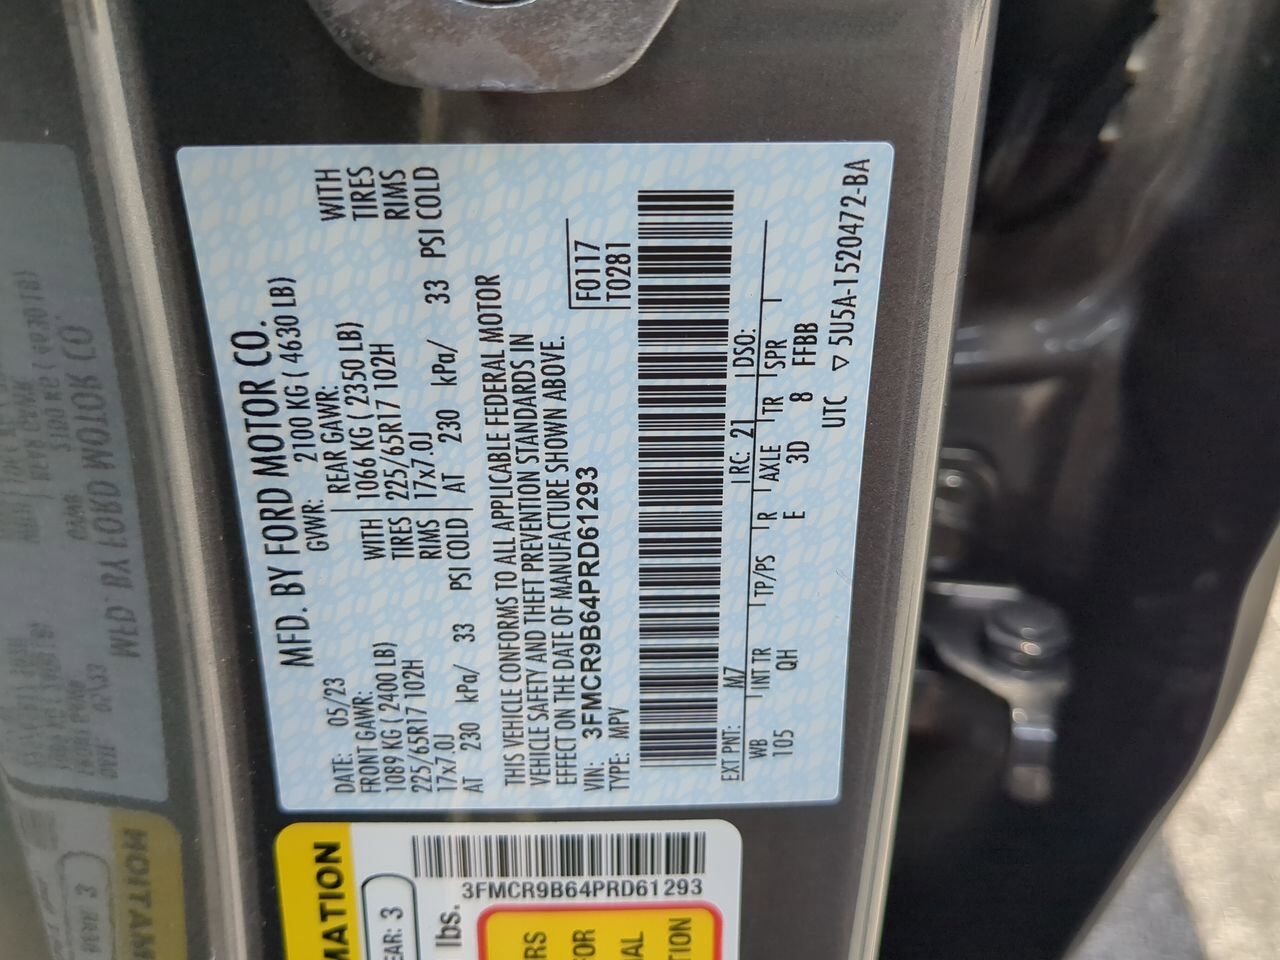 MFD. BY FORD MOTOR CO.
DATE: 05/23 GVWR: 2100 KG ( 4630 LB)
FRONT GAWR: REAR GAWR:
1089 KG ( 2400 LB) WITH 1066 KG ( 2350 LB) WITH
225/65R17 102H TIRES 225/65R17 102H TIRES
17x7.0J RIMS 17x7.0J RIMS
AT 230 kPa/ 33 PSI COLD AT 230 kPa/ 33 PSI COLD
THIS VEHICLE CONFORMS TO ALL APPLICABLE FEDERAL MOTOR
VEHICLE SAFETY AND THEFT PREVENTION STANDARDS IN
EFFECT ON THE DATE OF MANUFACTURE SHOWN ABOVE.
VIN: 3FMCR9B64PRD61293 F0117
TYPE: MPV T0281
EXT PNT: M7 RC: 21 DSO:
WB INT TR TP/PS R AXLE TR SPR
105 QH E 3D 8 FFBB
UTC ▽ 5U5A-1520472-BA
MATION
EAR: 3
lbs.
3FMCR9B64PRD61293
ERS
FOR
AL
TION